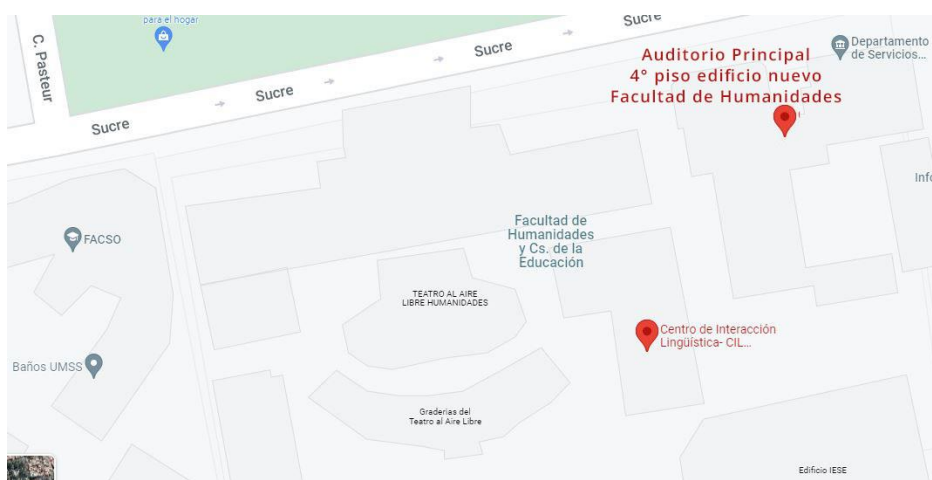 para el hogar
C. Pasteur
Sucre
Sucre
Sucre
Sucre
Auditorio Principal
4° piso edificio nuevo
Facultad de Humanidades
Departamento
de Servicios...
FACSO
Facultad de
Humanidades
y Cs. de la
Educación
TEATRO AL AIRE
LIBRE HUMANIDADES
Centro de Interacción
Lingüística- CIL...
Baños UMSS
Graderias del
Teatro al Aire Libre
Edificio IESE